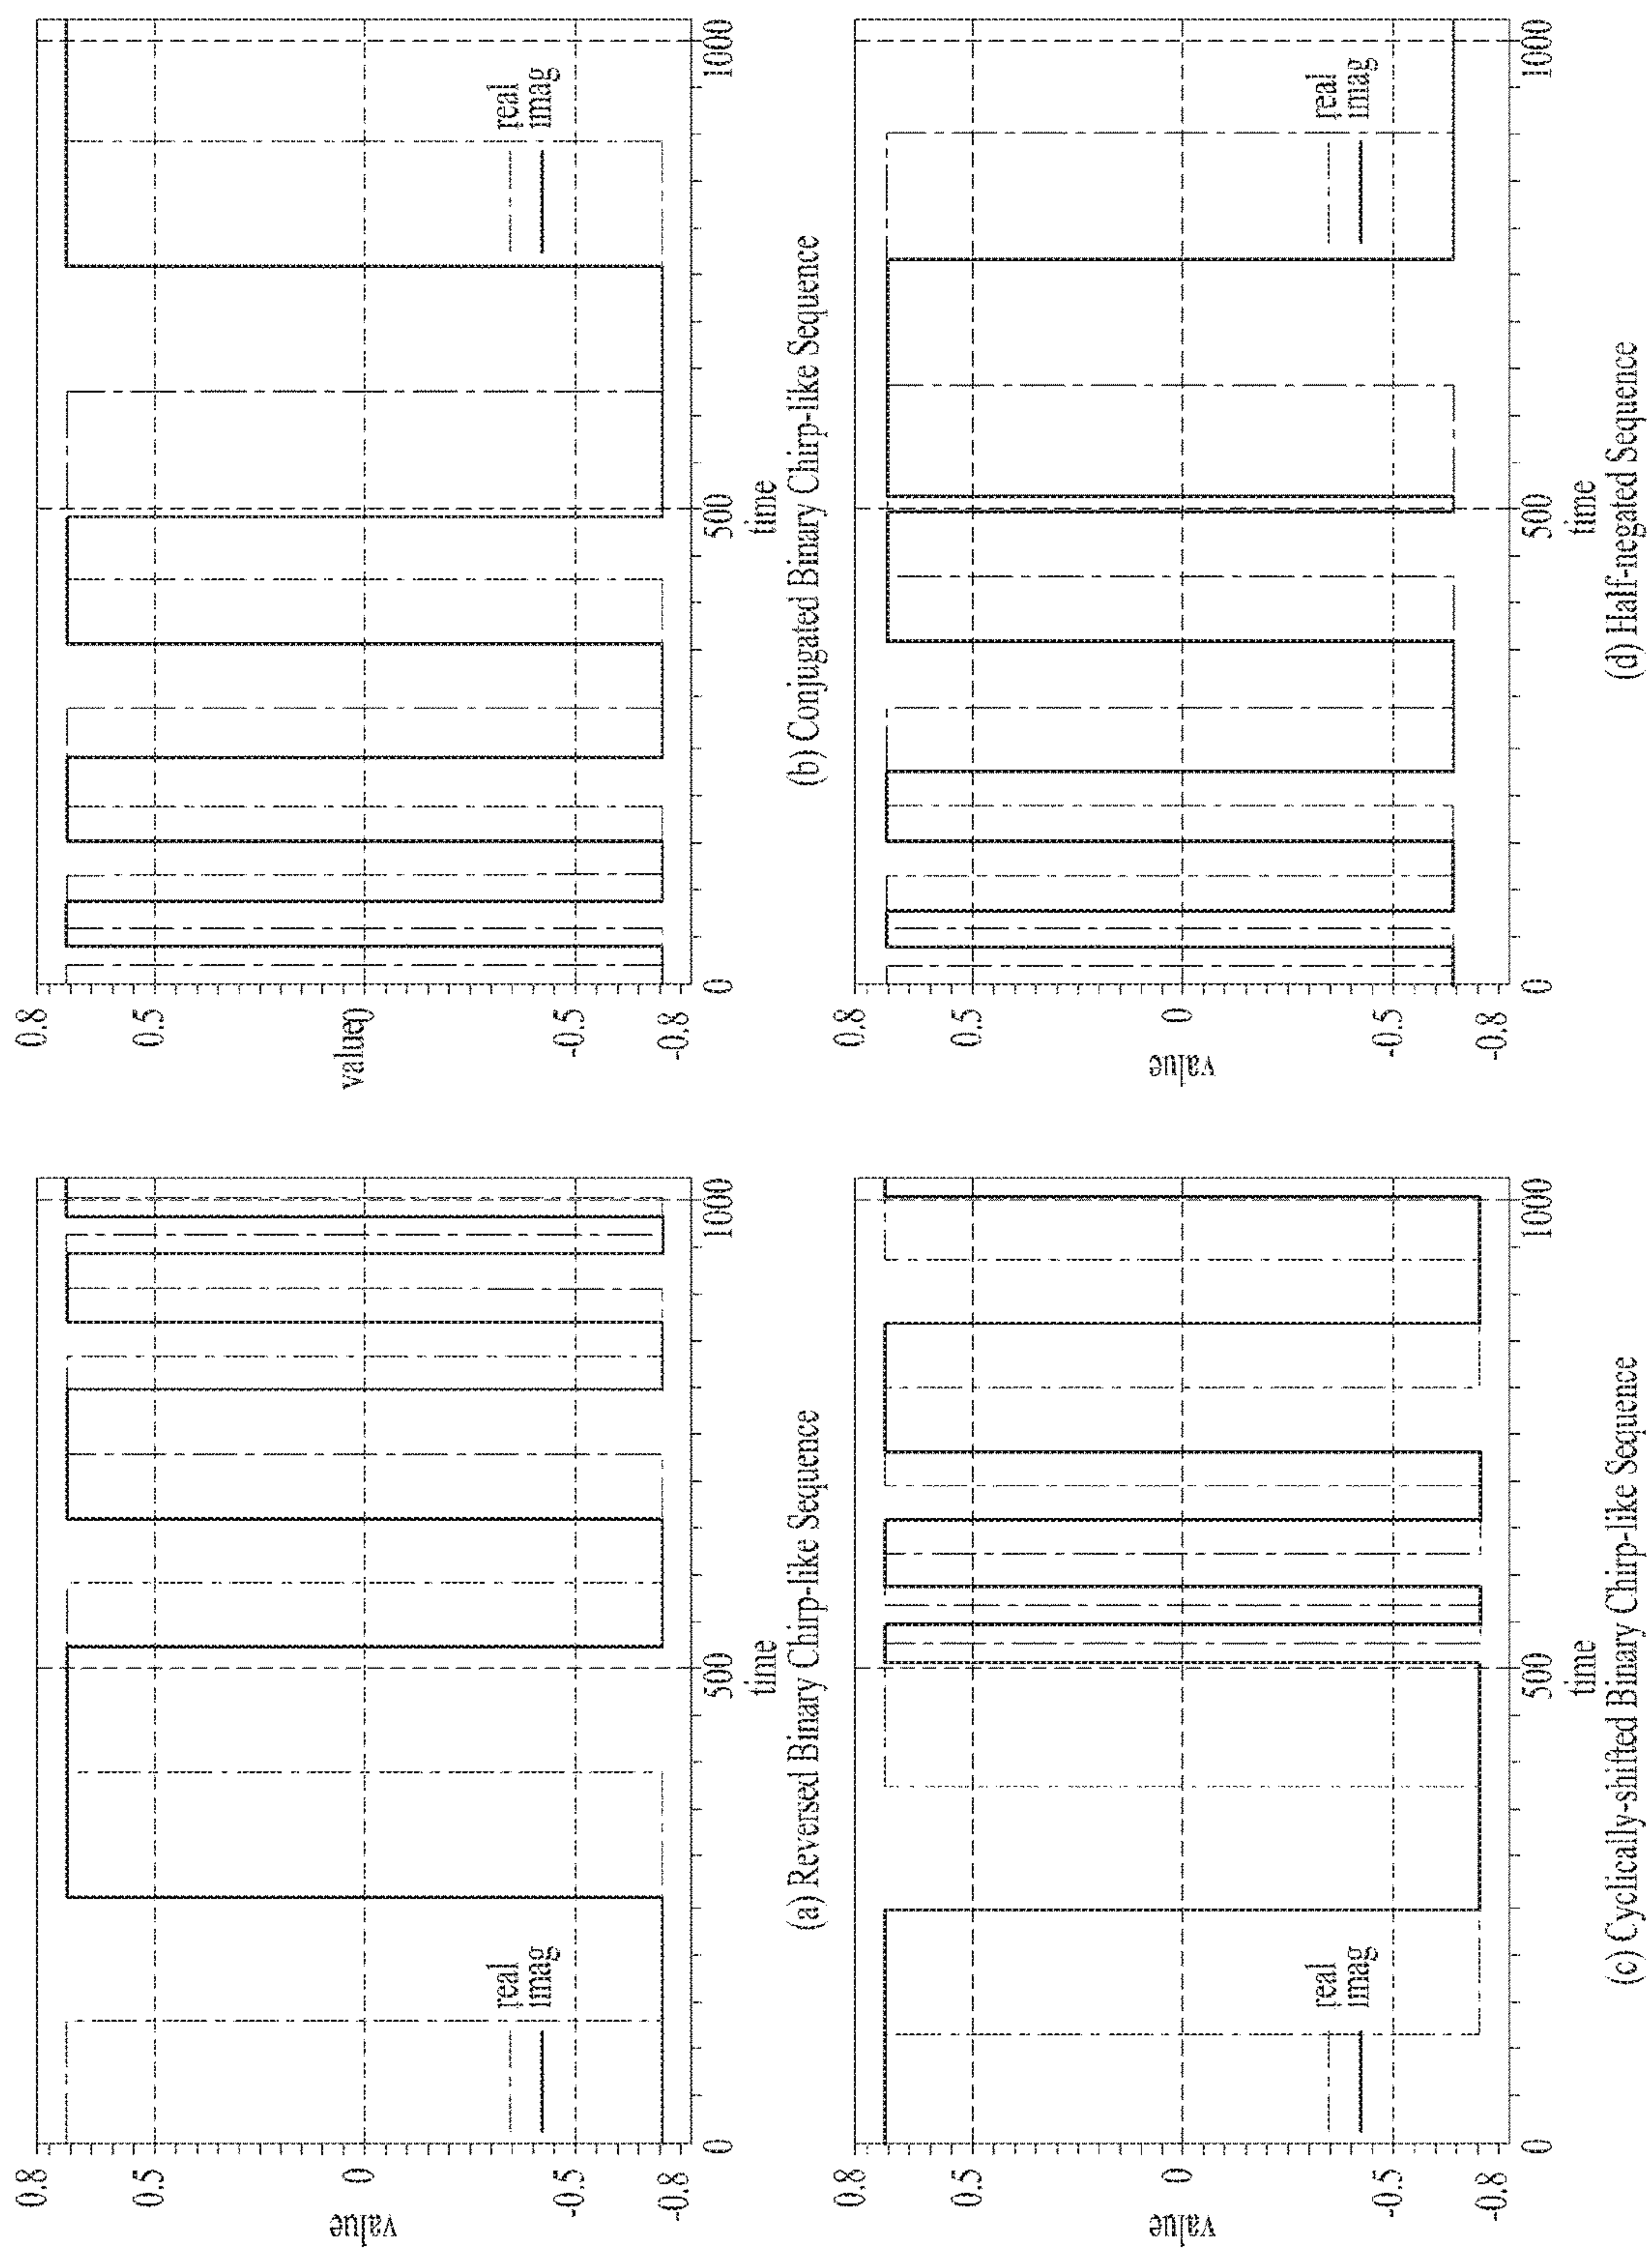 0.8
0.5
0
-0.5
-0.8
value
real
imag
0
500
1000
time
(a) Reversed Binary Chirp-like Sequence
0.8
0.5
value0
-0.5
-0.8
real
imag
0
500
1000
time
(b) Conjugated Binary Chirp-like Sequence
0.8
0.5
0
-0.5
-0.8
value
real
imag
0
500
1000
time
(c) Cyclically-shifted Binary Chirp-like Sequence
0.8
0.5
0
-0.5
-0.8
value
real
imag
0
500
1000
time
(d) Half-negated Sequence